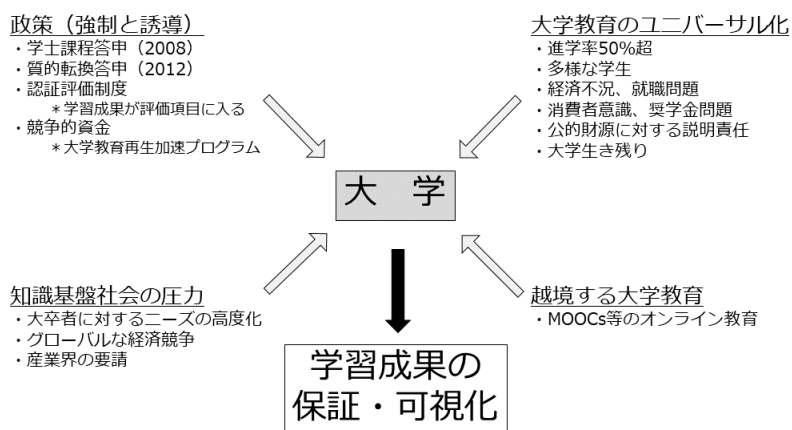 政策（強制と誘導）
・学士課程答申（2008）
・質的転換答申（2012）
・認証評価制度
＊学習成果が評価項目に入る
・競争的資金
＊大学教育再生加速プログラム
大学教育のユニバーサル化
・進学率50％超
・多様な学生
・経済不況、就職問題
・消費者意識、奨学金問題
・公的財源に対する説明責任
・大学生き残り
大　学
知識基盤社会の圧力
・大卒者に対するニーズの高度化
・グローバルな経済競争
・産業界の要請
越境する大学教育
・MOOCs等のオンライン教育
学習成果の
保証・可視化